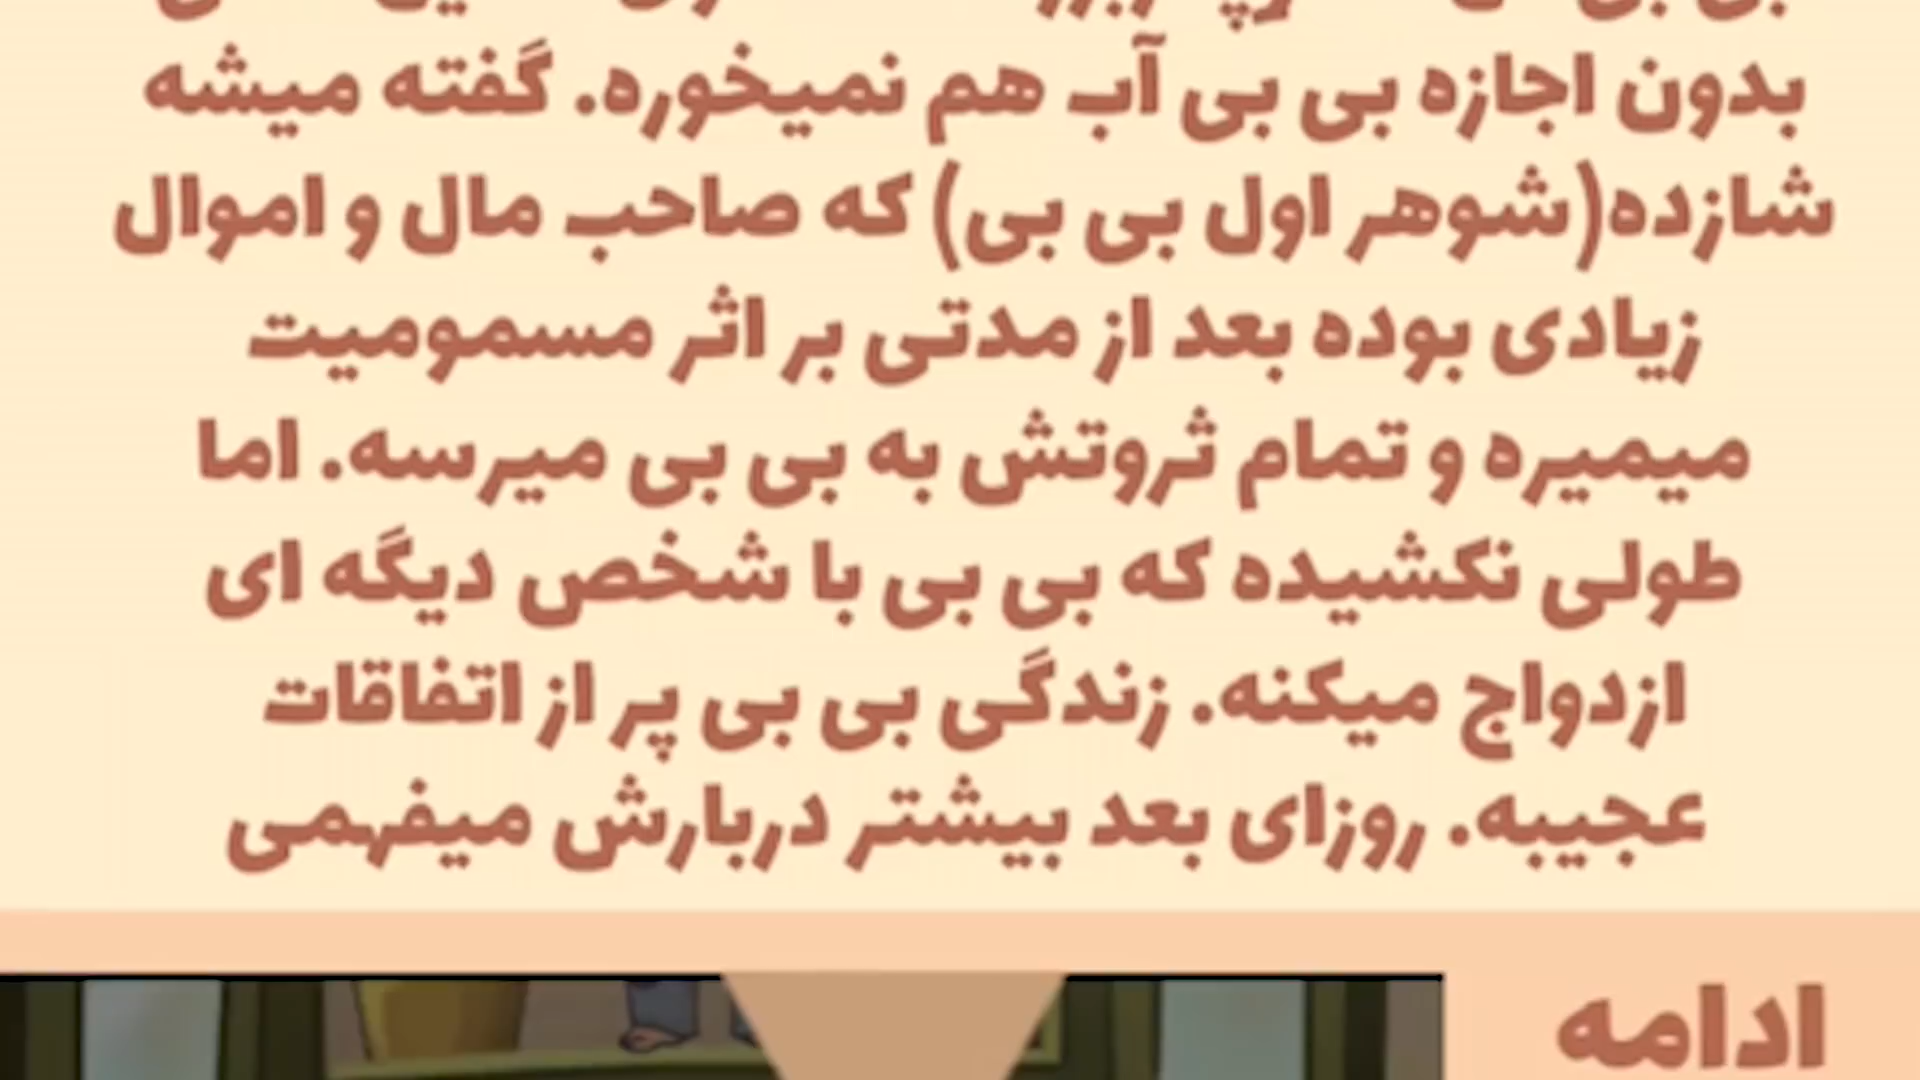 بدون اجازه بی بی آب هم نمیخوره. گفته میشه
شازده(شوهر اول بی بی) که صاحب مال و اموال
زیادی بوده بعد از مدتی بر اثر مسمومیت
میمیره و تمام ثروتش به بی بی میرسه. اما
طولی نکشیده که بی بی با شخص دیگه ای
ازدواج میکنه. زندگی بی بی پر از اتفاقات
عجیبه. روزای بعد بیشتر دربارش میفهمی
ادامه